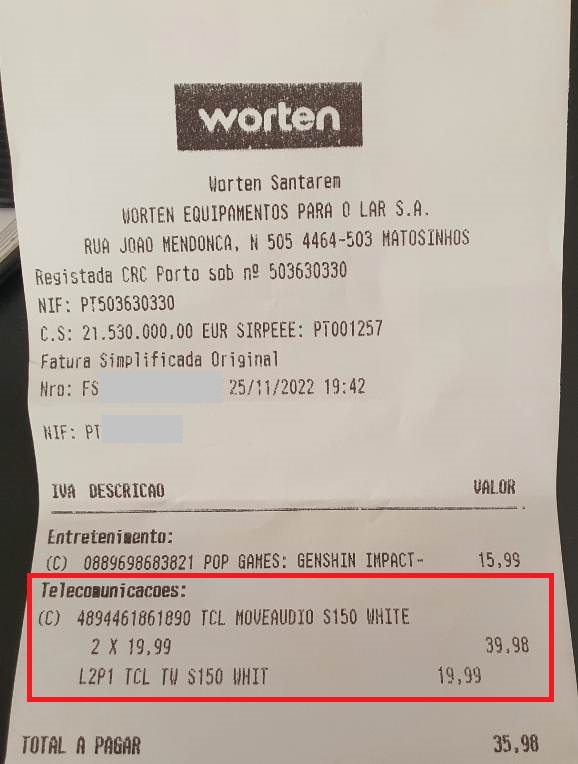 worten
Worten Santarem
WORTEN EQUIPAMENTOS PARA O LAR S.A.
RUA JOAO MENDONCA, N 505 4464-503 MATOSINHOS
Registada CRC Porto sob nº 503630330
NIF: PT503630330
C.S: 21.530.000,00 EUR SIRPEEE: PT001257
Fatura Simplificada Original
Nro: FS 25/11/2022 19:42
NIF: PT
IVA DESCRICAO VALOR
Entretenimento:
(C) 0889698683821 POP GAMES: GENSHIN IMPACT- 15,99
Telecomunicacoes:
(C) 4894461861890 TCL MOVEAUDIO S150 WHITE
2 X 19,99 39,98
L2P1 TCL TW S150 WHIT 19,99
TOTAL A PAGAR 35,98